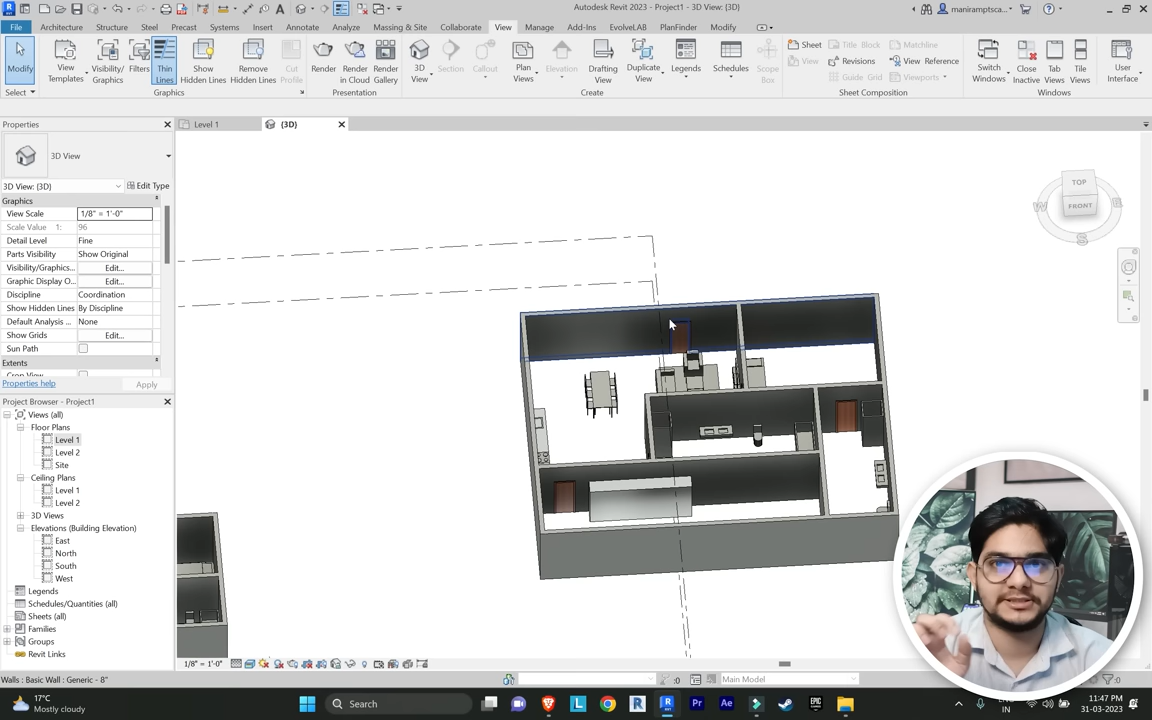 Autodesk Revit 2023 - Project1 - 3D View: {3D}
maniramptsca...
File Architecture Structure Steel Precast Systems Insert Annotate Analyze Massing & Site Collaborate View Manage Add-Ins EvolveLAB PlanFinder Modify
Modify
View Templates
Visibility/ Graphics
Filters
Thin Lines
Show Hidden Lines
Remove Hidden Lines
Cut Profile
Render
Render in Cloud
Render Gallery
3D View
Section
Callout
Plan Views
Elevation
Drafting View
Duplicate View
Legends
Schedules
Scope Box
Sheet Title Block Matchline
View Revisions View Reference
Guide Grid Viewports
Switch Windows
Close Inactive
Tab Views
Tile Views
User Interface
Select Graphics Presentation Create Sheet Composition Windows
Properties
Level 1
{3D}
3D View
3D View: {3D} Edit Type
Graphics
View Scale 1/8" = 1'-0"
Scale Value 1: 96
Detail Level Fine
Parts Visibility Show Original
Visibility/Graphics... Edit...
Graphic Display O... Edit...
Discipline Coordination
Show Hidden Lines By Discipline
Default Analysis ... None
Show Grids Edit...
Sun Path
Extents
Properties help Apply
Project Browser - Project1
Views (all)
Floor Plans
Level 1
Level 2
Site
Ceiling Plans
Level 1
Level 2
3D Views
Elevations (Building Elevation)
East
North
South
West
Legends
Schedules/Quantities (all)
Sheets (all)
Families
Groups
Revit Links
TOP
FRONT
W
S
1/8" = 1'-0"
Walls : Basic Wall : Generic - 8"
:0
Main Model
:0
17°C
Mostly cloudy
Search
ENG
IN
11:47 PM
31-03-2023